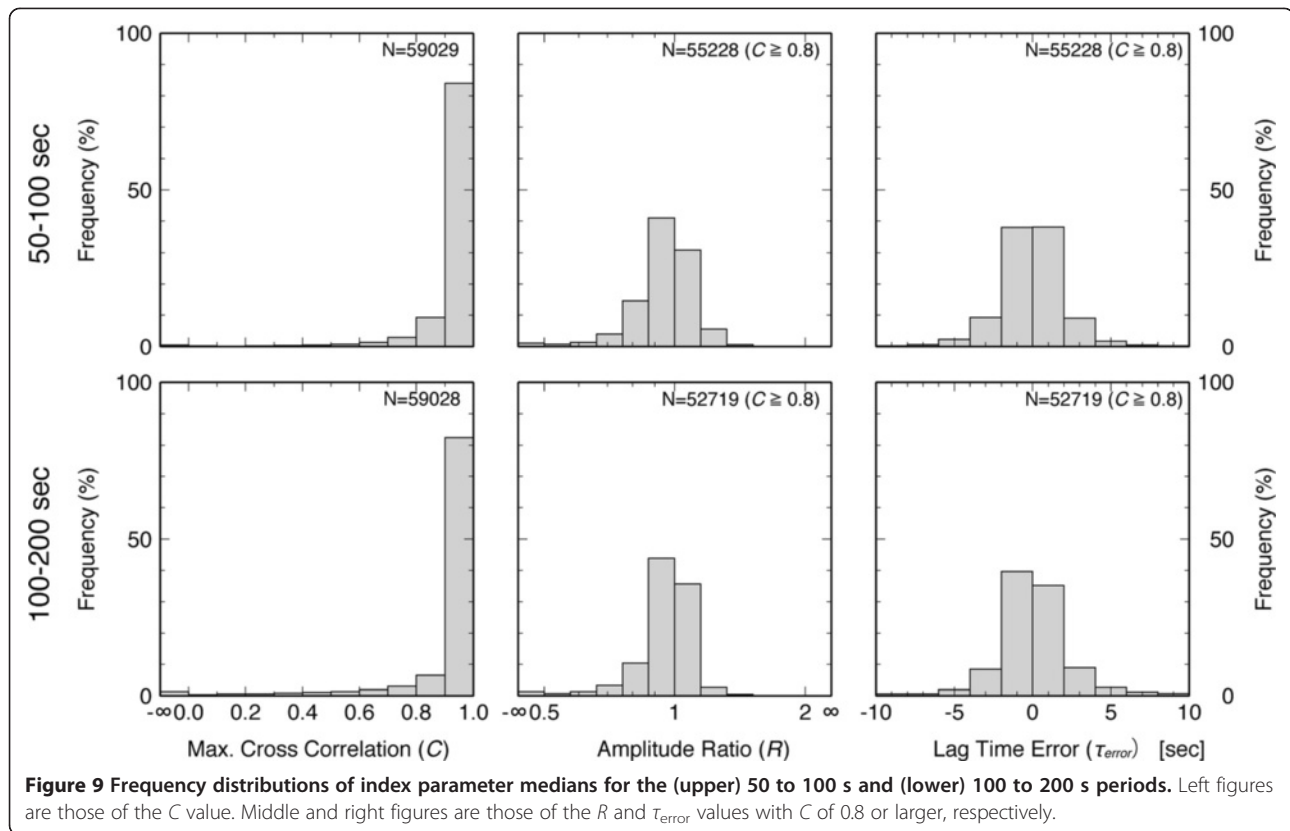 100
100
N=59029
N=55228 (C ≧ 0.8)
N=55228 (C ≧ 0.8)
50-100 sec
Frequency (%)
Frequency (%)
50
50
0
0
100
100
N=59028
N=52719 (C ≧ 0.8)
N=52719 (C ≧ 0.8)
100-200 sec
Frequency (%)
Frequency (%)
50
50
0
0
-∞0.0 0.2 0.4 0.6 0.8 1.0
-∞0.5 1 2 ∞
-10 -5 0 5 10
Max. Cross Correlation (C)
Amplitude Ratio (R)
Lag Time Error (τerror) [sec]
Figure 9 Frequency distributions of index parameter medians for the (upper) 50 to 100 s and (lower) 100 to 200 s periods. Left figures
are those of the C value. Middle and right figures are those of the R and τerror values with C of 0.8 or larger, respectively.